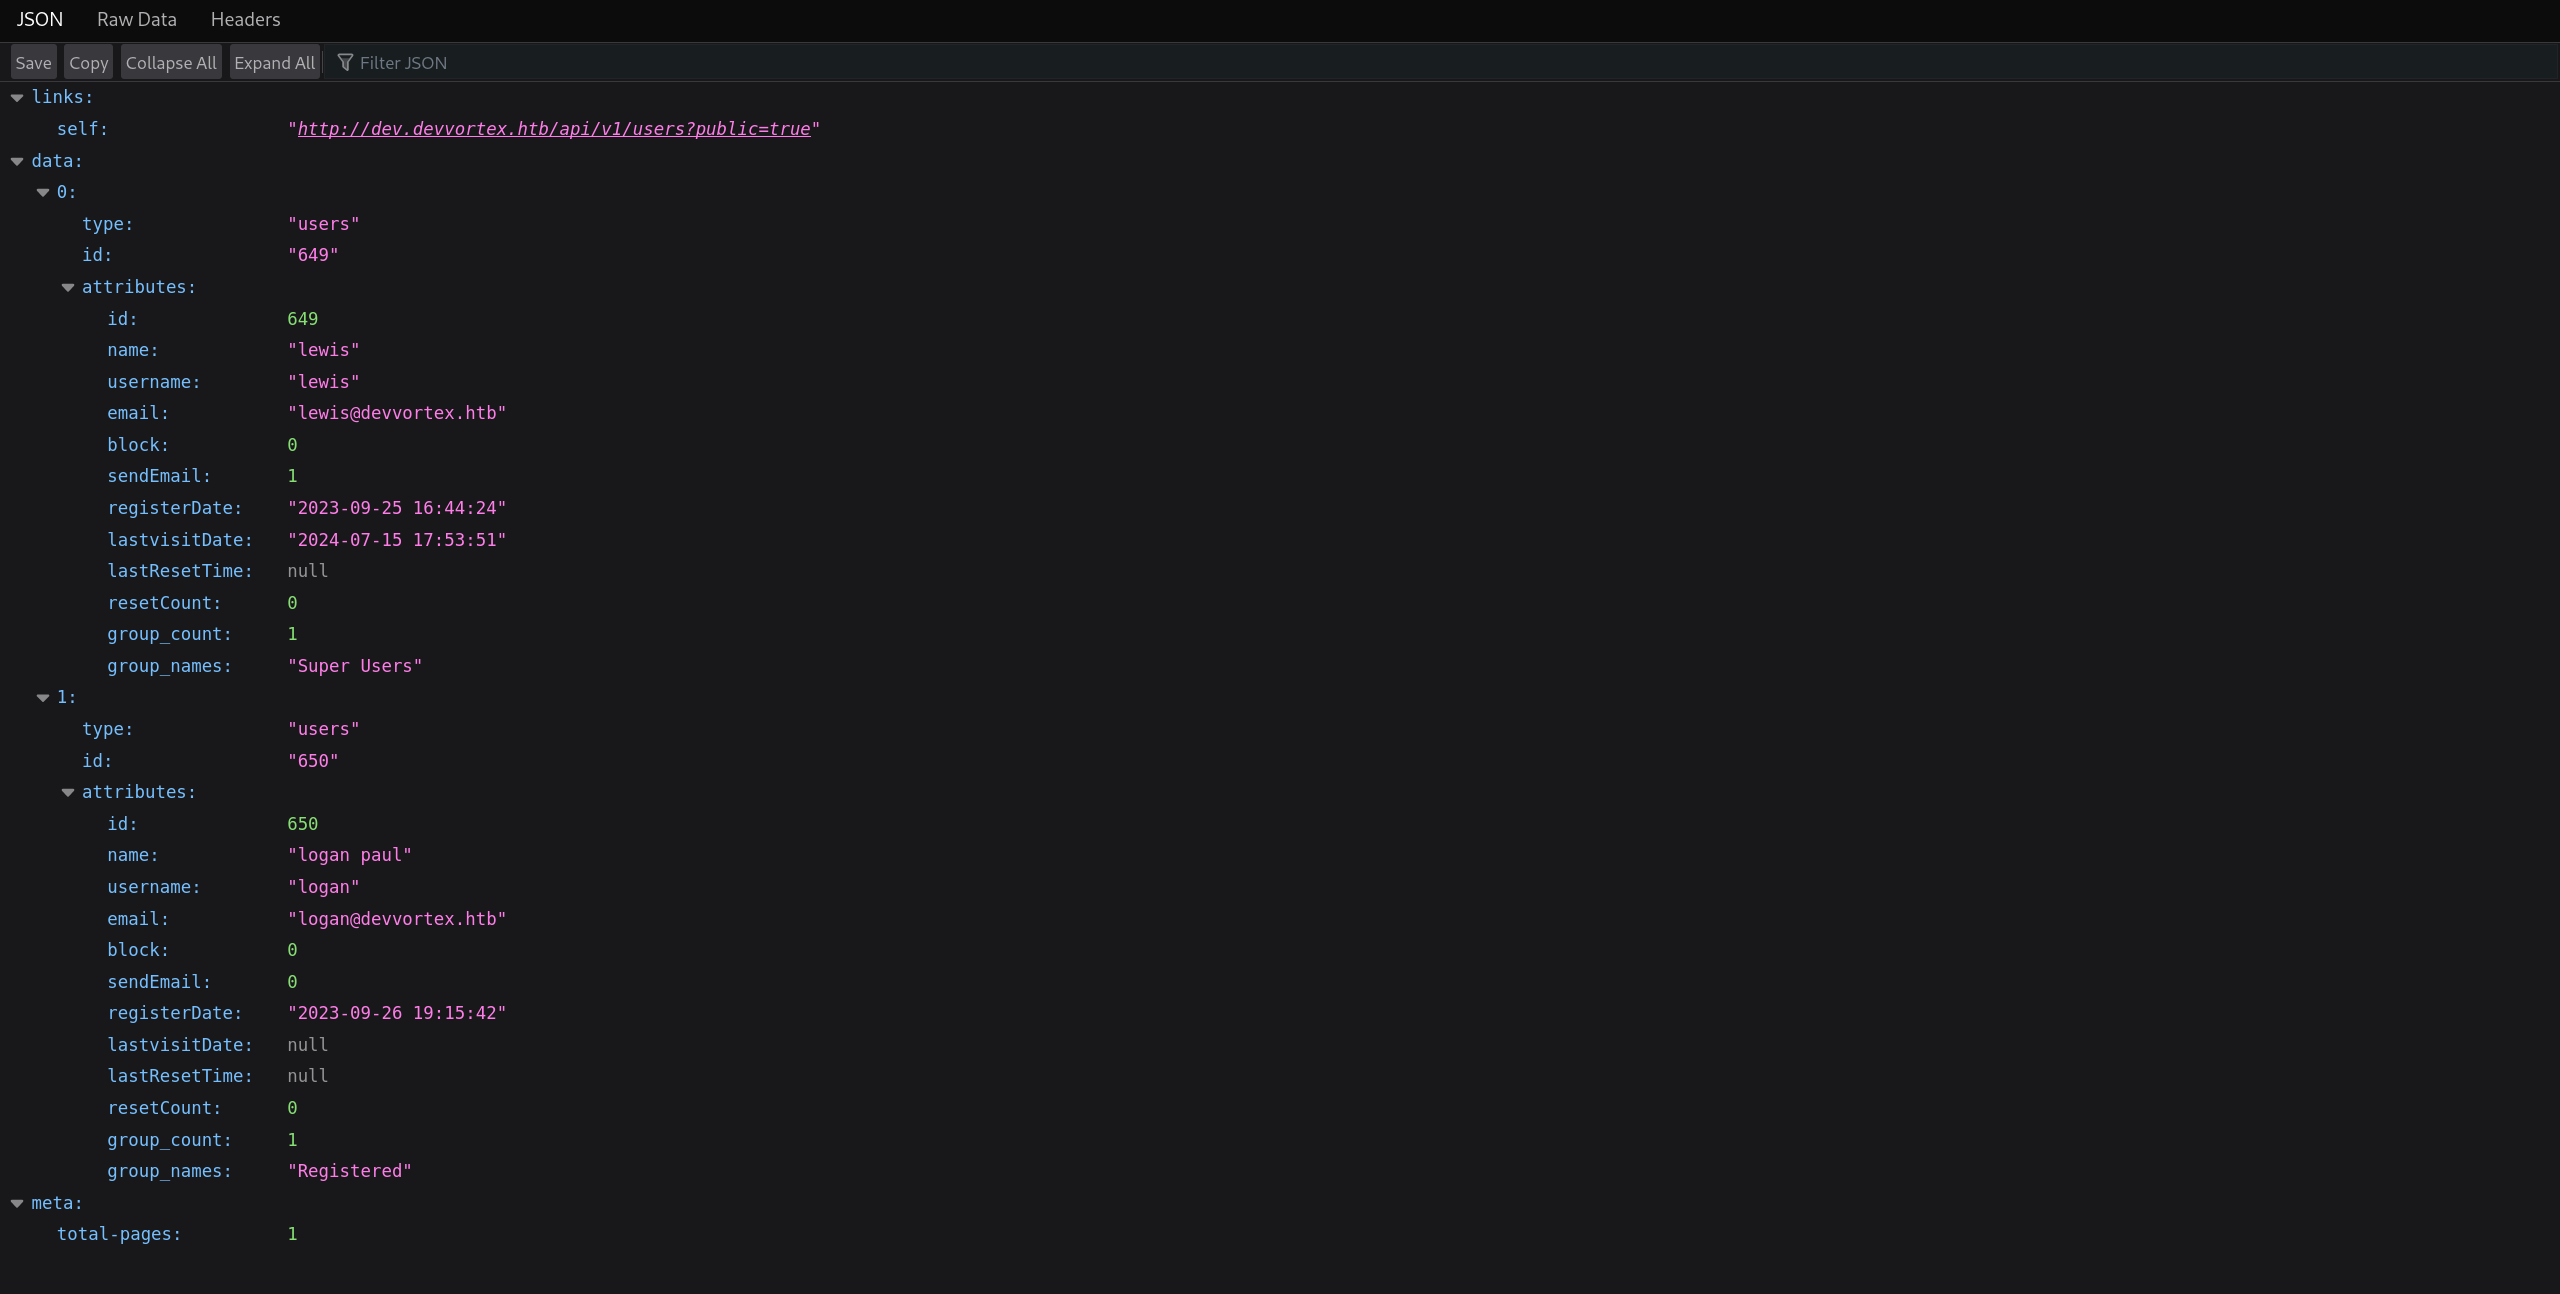 JSON Raw Data Headers
Save Copy Collapse All Expand All Filter JSON
links:
self: "http://dev.devvortex.htb/api/v1/users?public=true"
data:
0:
type: "users"
id: "649"
attributes:
id: 649
name: "lewis"
username: "lewis"
email: "lewis@devvortex.htb"
block: 0
sendEmail: 1
registerDate: "2023-09-25 16:44:24"
lastvisitDate: "2024-07-15 17:53:51"
lastResetTime: null
resetCount: 0
group_count: 1
group_names: "Super Users"
1:
type: "users"
id: "650"
attributes:
id: 650
name: "logan paul"
username: "logan"
email: "logan@devvortex.htb"
block: 0
sendEmail: 0
registerDate: "2023-09-26 19:15:42"
lastvisitDate: null
lastResetTime: null
resetCount: 0
group_count: 1
group_names: "Registered"
meta:
total-pages: 1